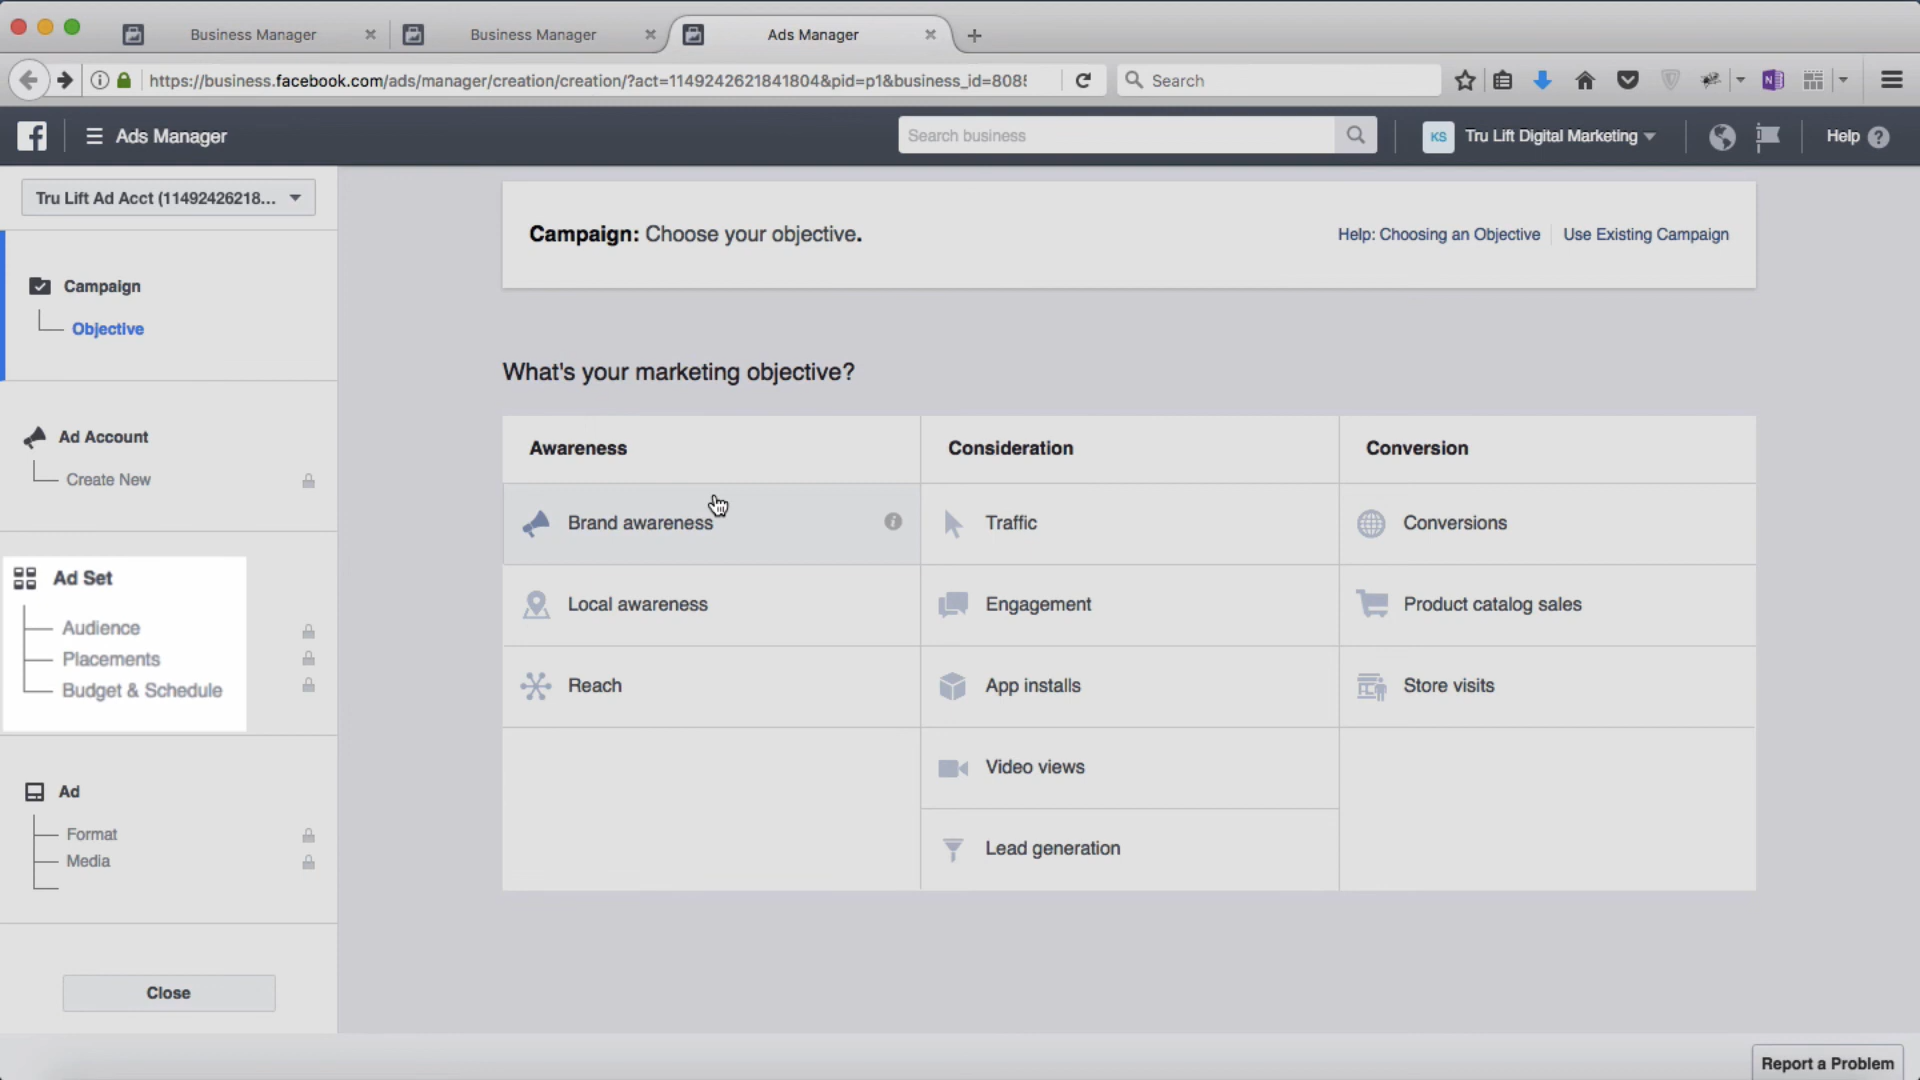 Business Manager
Business Manager
Ads Manager
https://business.facebook.com/ads/manager/creation/creation/?act=1149242621841804&pid=p1&business_id=808
Search
Ads Manager
Search business
KS
Tru Lift Digital Marketing
Help
Tru Lift Ad Acct (11492426218...
Campaign
Objective
Ad Account
Create New
Ad Set
Audience
Placements
Budget & Schedule
Ad
Format
Media
Close
Campaign: Choose your objective.
Help: Choosing an Objective
Use Existing Campaign
What's your marketing objective?
Awareness
Brand awareness
Local awareness
Reach
Consideration
Traffic
Engagement
App installs
Video views
Lead generation
Conversion
Conversions
Product catalog sales
Store visits
Report a Problem